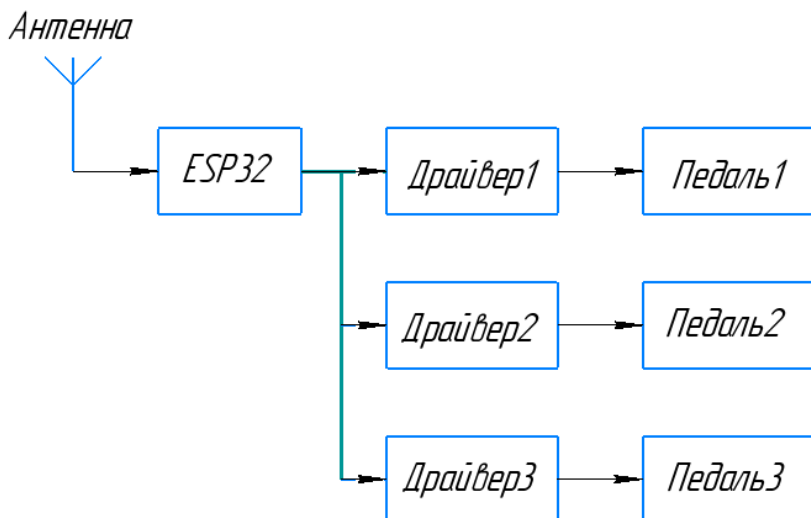 Антенна
ESP32
Драйвер1
Педаль1
Драйвер2
Педаль2
Драйвер3
Педаль3